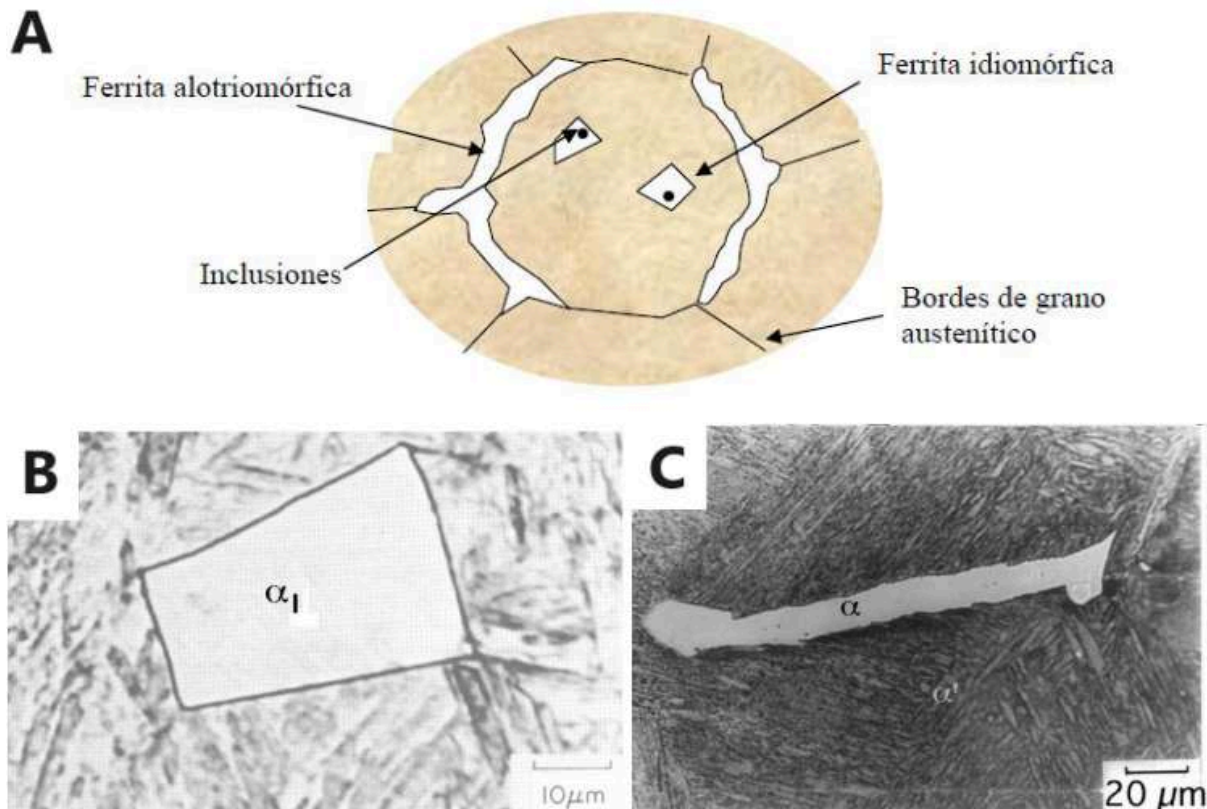 A
Ferrita alotriomórfica
Ferrita idiomórfica
Inclusiones
Bordes de grano
austenítico
B
α₁
10μm
C
α
α'
20 μm